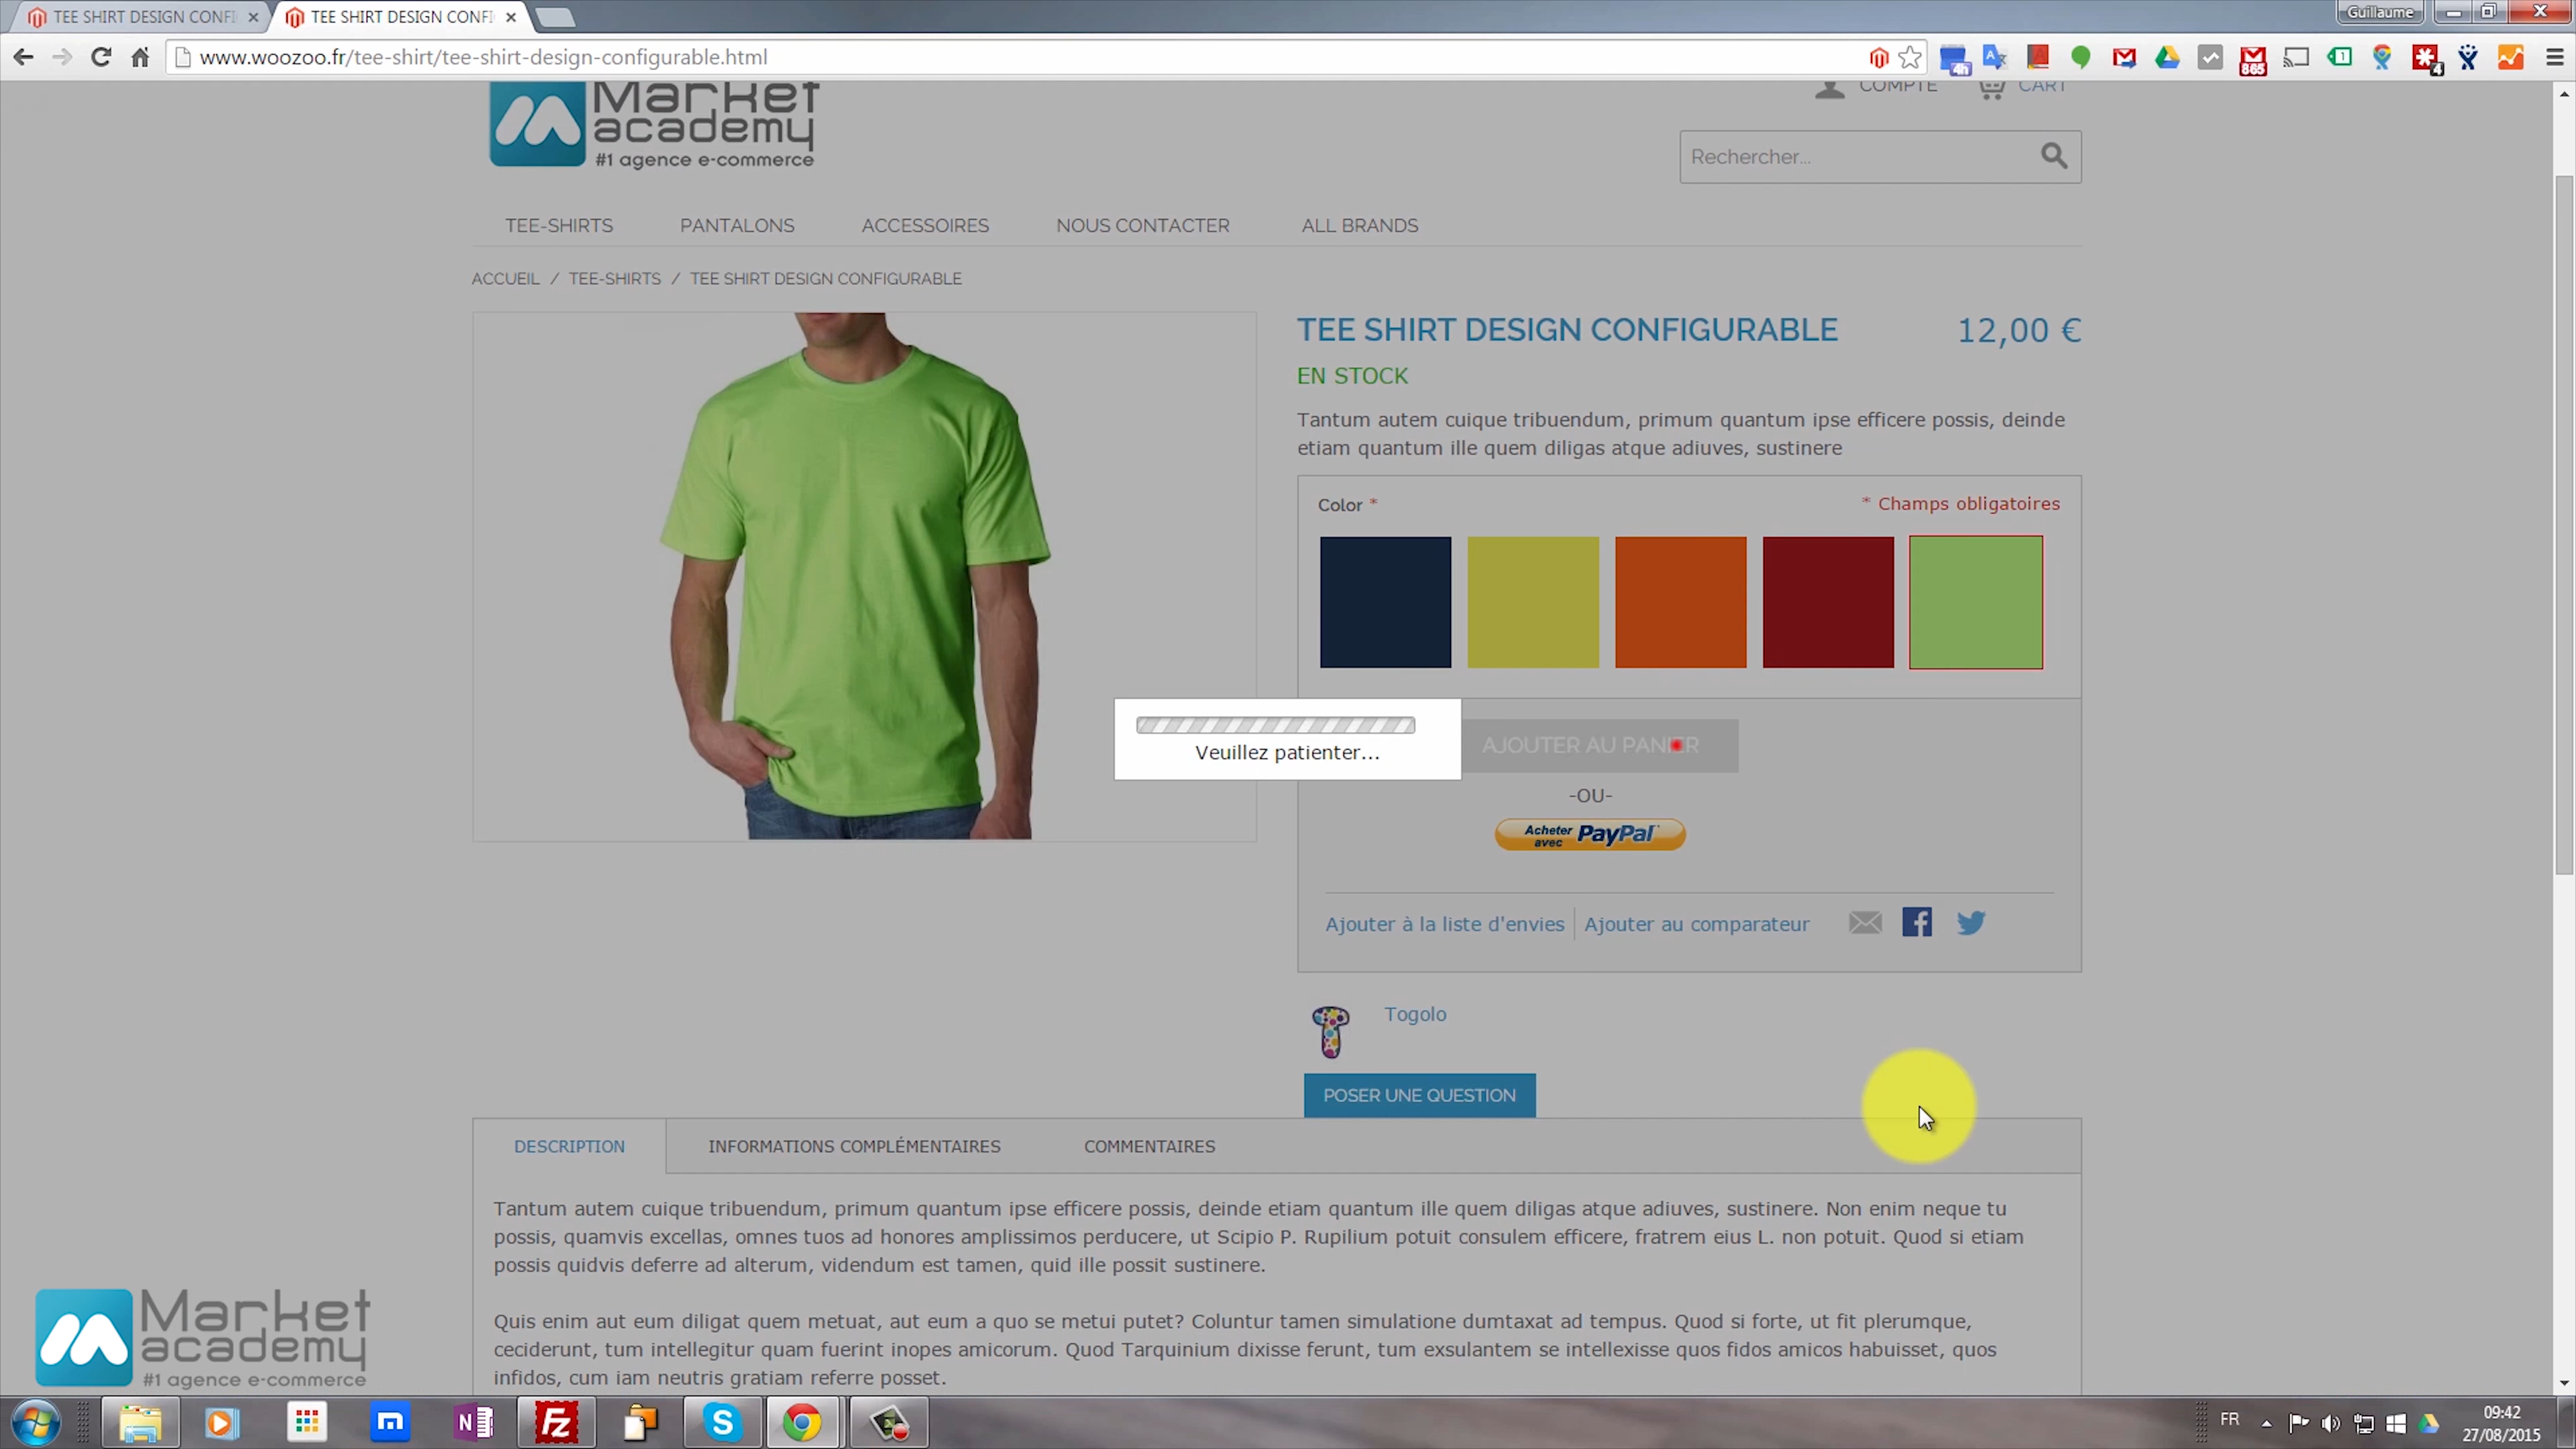 TEE SHIRT DESIGN CONFI
TEE SHIRT DESIGN CONFI
Guillaume
www.woozoo.fr/tee-shirt/tee-shirt-design-configurable.html
4h
865
1
4
Market
academy
#1 agence e-commerce
COMPTE
CART
Rechercher...
TEE-SHIRTS
PANTALONS
ACCESSOIRES
NOUS CONTACTER
ALL BRANDS
ACCUEIL / TEE-SHIRTS / TEE SHIRT DESIGN CONFIGURABLE
TEE SHIRT DESIGN CONFIGURABLE
12,00 €
EN STOCK
Tantum autem cuique tribuendum, primum quantum ipse efficere possis, deinde
etiam quantum ille quem diligas atque adiuves, sustinere
Color *
* Champs obligatoires
Veuillez patienter...
AJOUTER AU PANIER
-OU-
Acheter avec PayPal
Ajouter à la liste d'envies
Ajouter au comparateur
Togolo
POSER UNE QUESTION
DESCRIPTION
INFORMATIONS COMPLÉMENTAIRES
COMMENTAIRES
Tantum autem cuique tribuendum, primum quantum ipse efficere possis, deinde etiam quantum ille quem diligas atque adiuves, sustinere. Non enim neque tu
possis, quamvis excellas, omnes tuos ad honores amplissimos perducere, ut Scipio P. Rupilium potuit consulem efficere, fratrem eius L. non potuit. Quod si etiam
possis quidvis deferre ad alterum, videndum est tamen, quid ille possit sustinere.
Quis enim aut eum diligat quem metuat, aut eum a quo se metui putet? Coluntur tamen simulatione dumtaxat ad tempus. Quod si forte, ut fit plerumque,
ceciderunt, tum intellegitur quam fuerint inopes amicorum. Quod Tarquinium dixisse ferunt, tum exsulantem se intellexisse quos fidos amicos habuisset, quos
infidos, cum iam neutris gratiam referre posset.
Market
academy
#1 agence e-commerce
FR
09:42
27/08/2015